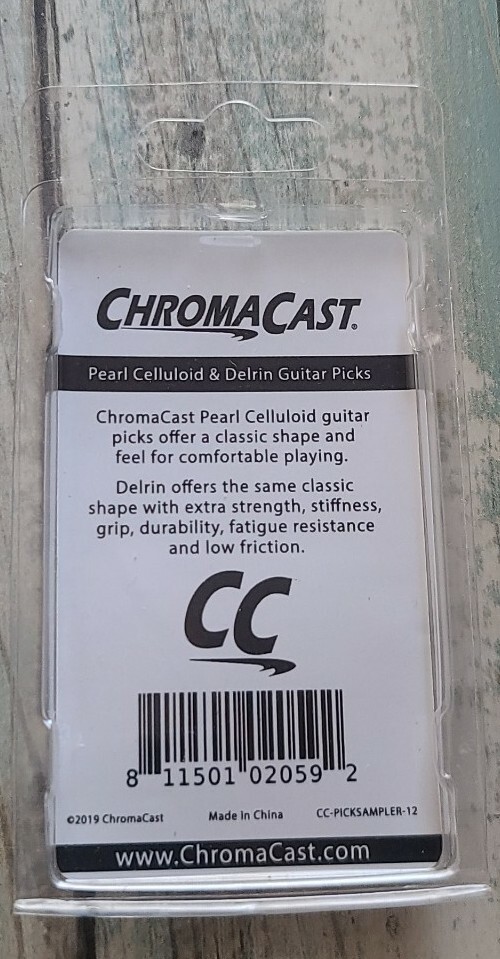 CHROMACAST®
Pearl Celluloid & Delrin Guitar Picks
ChromaCast Pearl Celluloid guitar
picks offer a classic shape and
feel for comfortable playing.
Delrin offers the same classic
shape with extra strength, stiffness,
grip, durability, fatigue resistance
and low friction.
CC
8 11501 02059 2
©2019 ChromaCast Made in China CC-PICKSAMPLER-12
www.ChromaCast.com